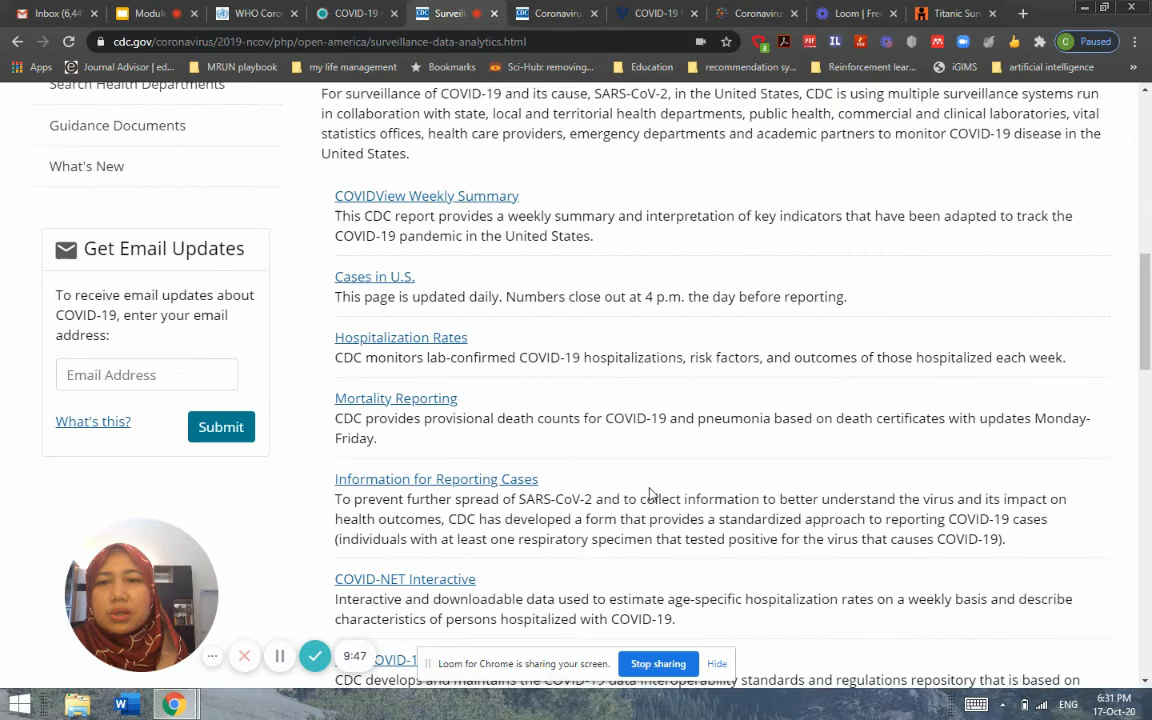 Inbox (6,44
Modul
WHO Coro
COVID-19
Surveil
Coronavirus
COVID-19
Coronavirus
Loom | Free
Titanic Surv
cdc.gov/coronavirus/2019-ncov/php/open-america/surveillance-data-analytics.html
Paused
Apps
Journal Advisor | ed...
MRUN playbook
my life management
Bookmarks
Sci-Hub: removing...
Education
recommendation sy...
Reinforcement lear...
iGIMS
artificial intelligence
Search Health Departments
Guidance Documents
What's New
Get Email Updates
To receive email updates about
COVID-19, enter your email
address:
Email Address
What's this?
Submit
For surveillance of COVID-19 and its cause, SARS-CoV-2, in the United States, CDC is using multiple surveillance systems run
in collaboration with state, local and territorial health departments, public health, commercial and clinical laboratories, vital
statistics offices, health care providers, emergency departments and academic partners to monitor COVID-19 disease in the
United States.
COVIDView Weekly Summary
This CDC report provides a weekly summary and interpretation of key indicators that have been adapted to track the
COVID-19 pandemic in the United States.
Cases in U.S.
This page is updated daily. Numbers close out at 4 p.m. the day before reporting.
Hospitalization Rates
CDC monitors lab-confirmed COVID-19 hospitalizations, risk factors, and outcomes of those hospitalized each week.
Mortality Reporting
CDC provides provisional death counts for COVID-19 and pneumonia based on death certificates with updates Monday-
Friday.
Information for Reporting Cases
To prevent further spread of SARS-CoV-2 and to collect information to better understand the virus and its impact on
health outcomes, CDC has developed a form that provides a standardized approach to reporting COVID-19 cases
(individuals with at least one respiratory specimen that tested positive for the virus that causes COVID-19).
COVID-NET Interactive
Interactive and downloadable data used to estimate age-specific hospitalization rates on a weekly basis and describe
characteristics of persons hospitalized with COVID-19.
CDC develops and maintains the COVID-19 data interoperability standards and regulations repository that is based on
9:47
Loom for Chrome is sharing your screen.
Stop sharing
Hide
ENG
6:31 PM
17-Oct-20